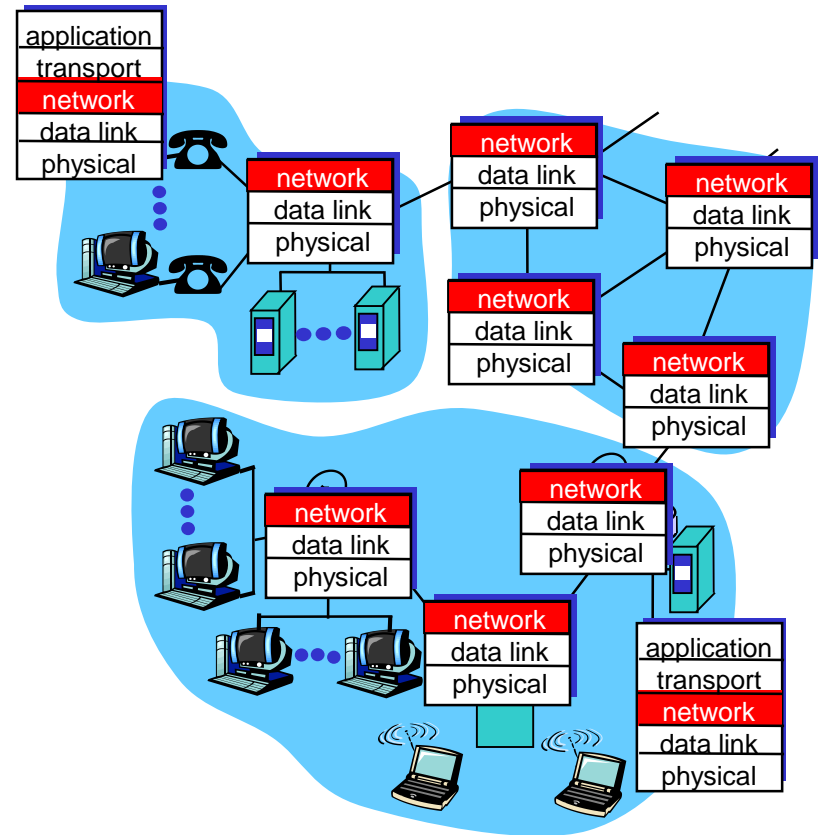 application
transport
network
data link
physical
network
data link
physical
network
data link
physical
network
data link
physical
network
data link
physical
network
data link
physical
network
data link
physical
network
data link
physical
network
data link
physical
application
transport
network
data link
physical